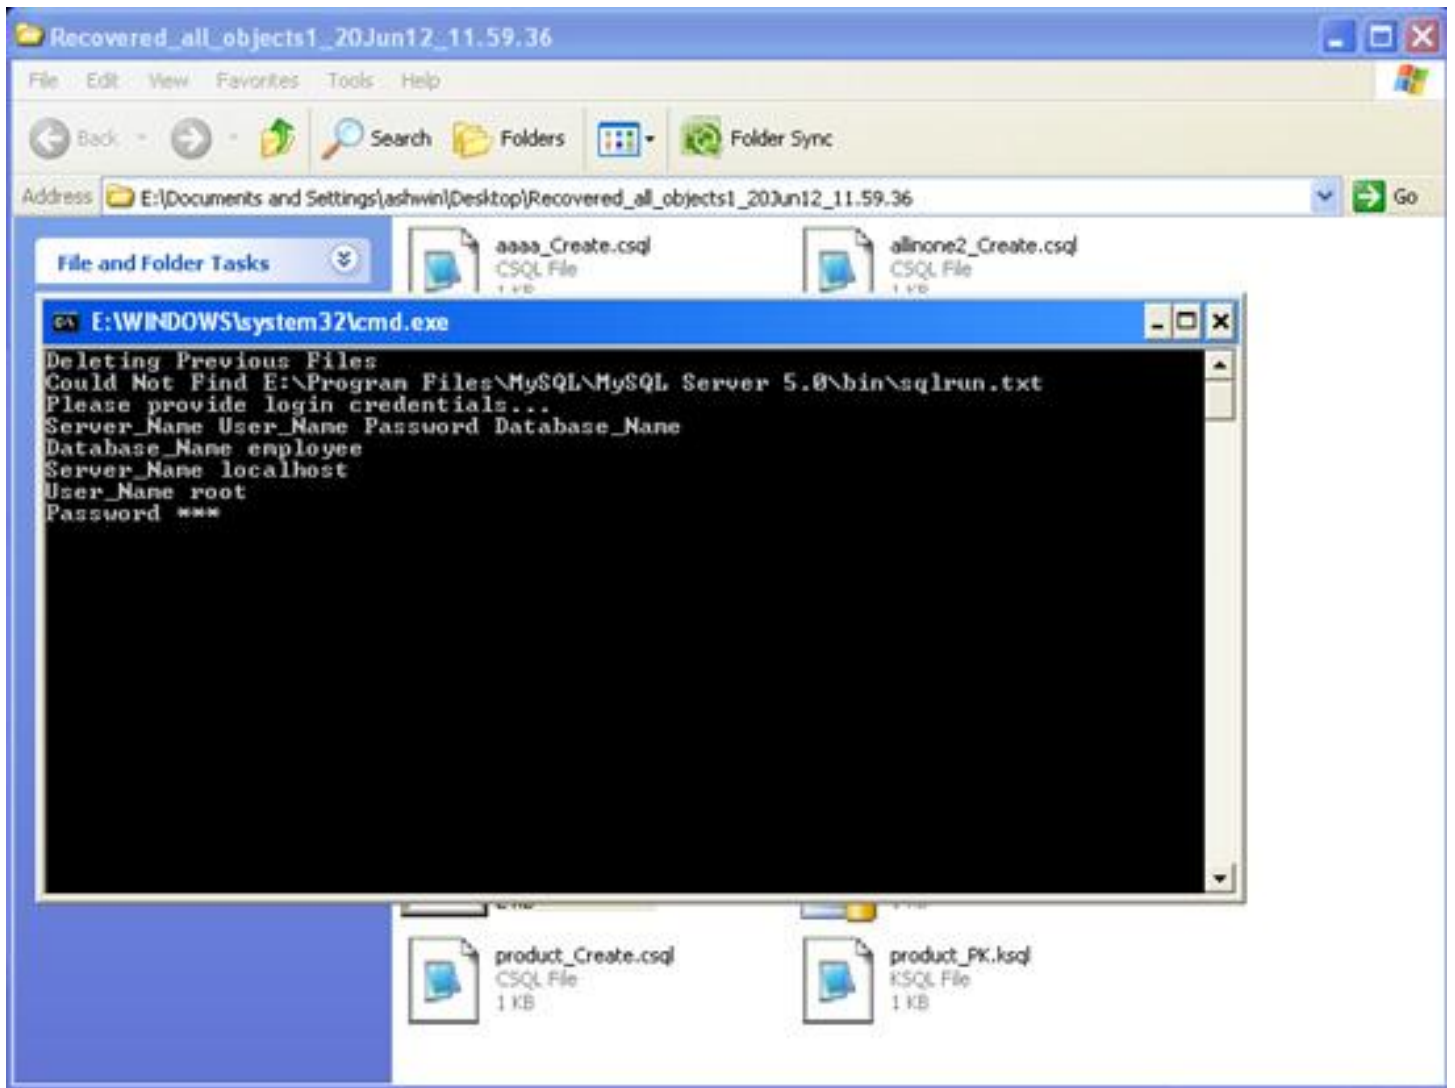 Recovered_all_objects1_20Jun12_11.59.36
File Edit View Favorites Tools Help
Back Search Folders Folder Sync
Address E:\Documents and Settings\ashwin\Desktop\Recovered_all_objects1_20Jun12_11.59.36 Go
File and Folder Tasks
aaaa_Create.csql
CSQL File
1 KB
allinone2_Create.csql
CSQL File
1 KB
E:\WINDOWS\system32\cmd.exe
Deleting Previous Files
Could Not Find E:\Program Files\MySQL\MySQL Server 5.0\bin\sqlrun.txt
Please provide login credentials...
Server_Name User_Name Password Database_Name
Database_Name employee
Server_Name localhost
User_Name root
Password ***
product_Create.csql
CSQL File
1 KB
product_PK.ksql
KSQL File
1 KB